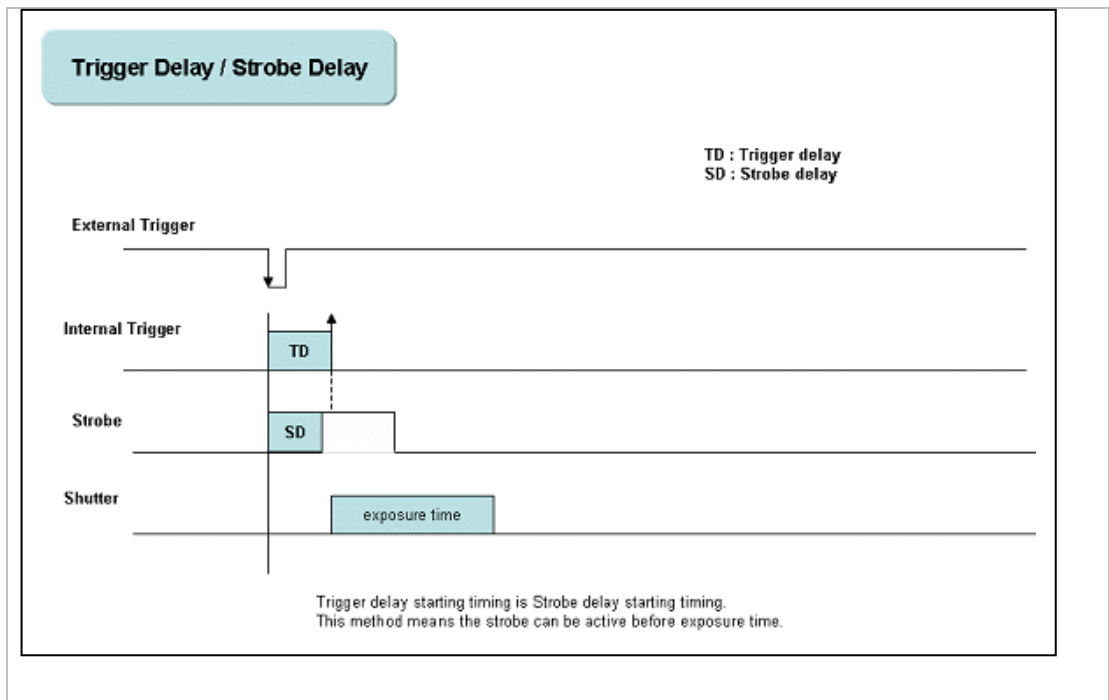 Trigger Delay / Strobe Delay
TD : Trigger delay
SD : Strobe delay
External Trigger
Internal Trigger
TD
Strobe
SD
Shutter
exposure time
Trigger delay starting timing is Strobe delay starting timing.
This method means the strobe can be active before exposure time.